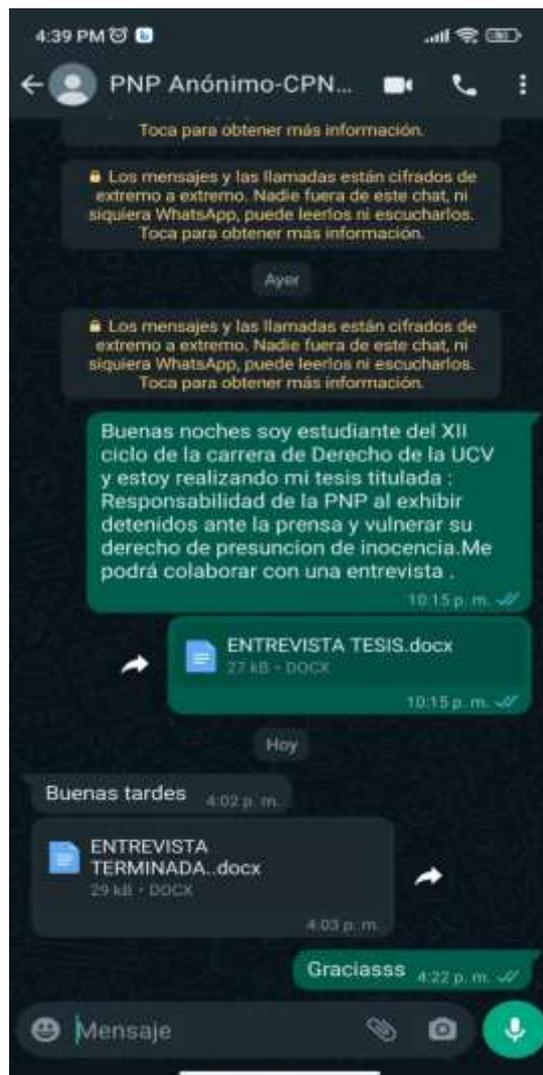 4:39 PM
PNP Anónimo-CPN...
Toca para obtener más información.
Los mensajes y las llamadas están cifrados de
extremo a extremo. Nadie fuera de este chat, ni
siquiera WhatsApp, puede leerlos ni escucharlos.
Toca para obtener más información.
Ayer
Los mensajes y las llamadas están cifrados de
extremo a extremo. Nadie fuera de este chat, ni
siquiera WhatsApp, puede leerlos ni escucharlos.
Toca para obtener más información.
Buenas noches soy estudiante del XII
ciclo de la carrera de Derecho de la UCV
y estoy realizando mi tesis titulada :
Responsabilidad de la PNP al exhibir
detenidos ante la prensa y vulnerar su
derecho de presuncion de inocencia.Me
podrá colaborar con una entrevista .
10:15 p. m.
ENTREVISTA TESIS.docx
27 kB • DOCX
10:15 p. m.
Hoy
Buenas tardes 4:02 p. m.
ENTREVISTA
TERMINADA..docx
29 kB • DOCX
4:03 p. m.
Graciasss 4:22 p. m.
Mensaje